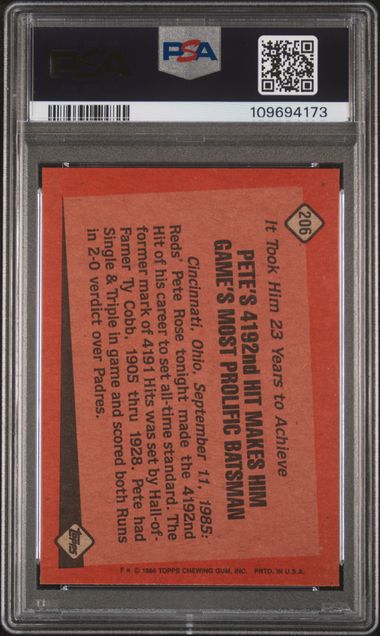 PSA
PSA
109694173
206
It Took Him 23 Years to Achieve
PETE'S 4192nd HIT MAKES HIM
GAME'S MOST PROLIFIC BATSMAN
Cincinnati, Ohio, September 11, 1985:
Reds' Pete Rose tonight made the 4192nd
Hit of his career to set all-time standard. The
former mark of 4191 Hits was set by Hall-of-
Famer Ty Cobb, 1905 thru 1928. Pete had
Single & Triple in game and scored both Runs
in 2-0 verdict over Padres.
TOPPS
F* © 1986 TOPPS CHEWING GUM, INC. PRTD. IN U.S.A.